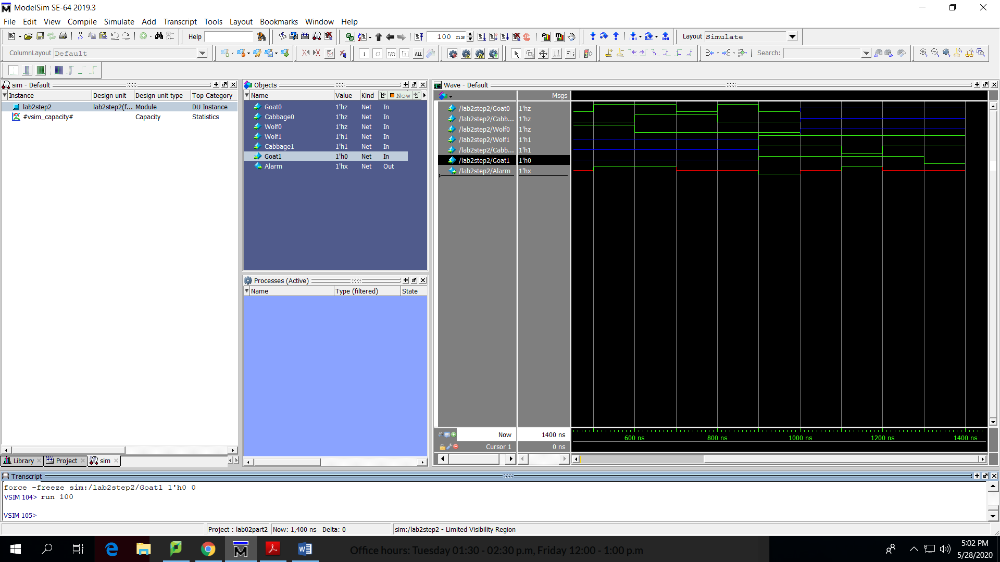 ModelSim SE-64 2019.3
File Edit View Compile Simulate Add Transcript Tools Layout Bookmarks Window Help
Help 100 ns Layout Simulate
ColumnLayout Default Search:
sim - Default
Instance Design unit Design unit type Top Category
lab2step2 lab2step2(f... Module DU Instance
#vsim_capacity# Capacity Statistics
Library Project sim
Objects
Name Value Kind Now
Goat0 1'hz Net In
Cabbage0 1'hz Net In
Wolf0 1'hz Net In
Wolf1 1'h1 Net In
Cabbage1 1'h1 Net In
Goat1 1'h0 Net In
Alarm 1'hx Net Out
Processes (Active)
Name Type (filtered) State
Wave - Default
Msgs
/lab2step2/Goat0 1'hz
/lab2step2/Cabb... 1'hz
/lab2step2/Wolf0 1'hz
/lab2step2/Wolf1 1'h1
/lab2step2/Cabb... 1'h1
/lab2step2/Goat1 1'h0
/lab2step2/Alarm 1'hx
Now 1400 ns
600 ns 800 ns 1000 ns 1200 ns 1400 ns
Cursor 1 0 ns
Transcript
force -freeze sim:/lab2step2/Goat1 1'h0 0
VSIM 104> run 100
VSIM 105>
Project : lab02part2 Now: 1,400 ns Delta: 0 sim:/lab2step2 - Limited Visibility Region
Office hours: Tuesday 01:30 - 02:30 p.m, Friday 12:00 - 1:00 p.m
5:02 PM
5/28/2020